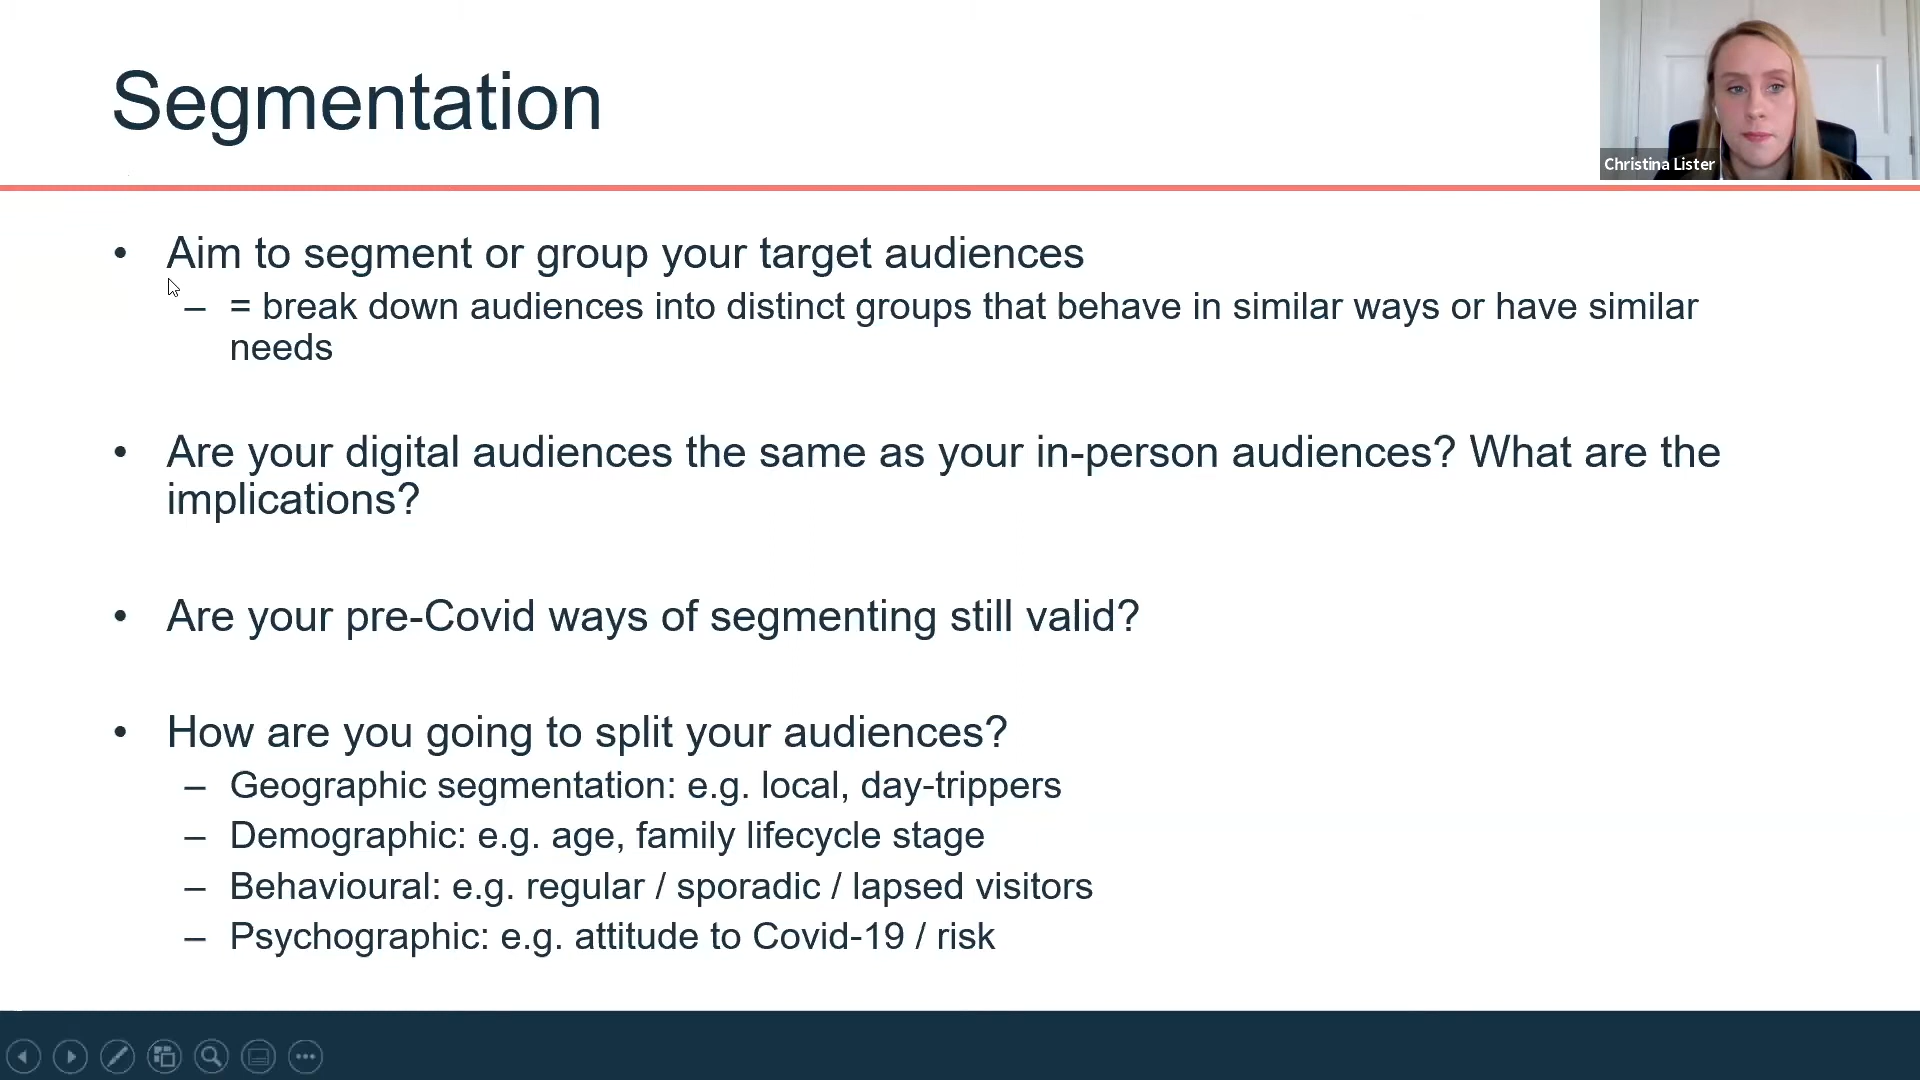 Segmentation
Christina Lister
• Aim to segment or group your target audiences
– = break down audiences into distinct groups that behave in similar ways or have similar
needs
• Are your digital audiences the same as your in-person audiences? What are the
implications?
• Are your pre-Covid ways of segmenting still valid?
• How are you going to split your audiences?
– Geographic segmentation: e.g. local, day-trippers
– Demographic: e.g. age, family lifecycle stage
– Behavioural: e.g. regular / sporadic / lapsed visitors
– Psychographic: e.g. attitude to Covid-19 / risk